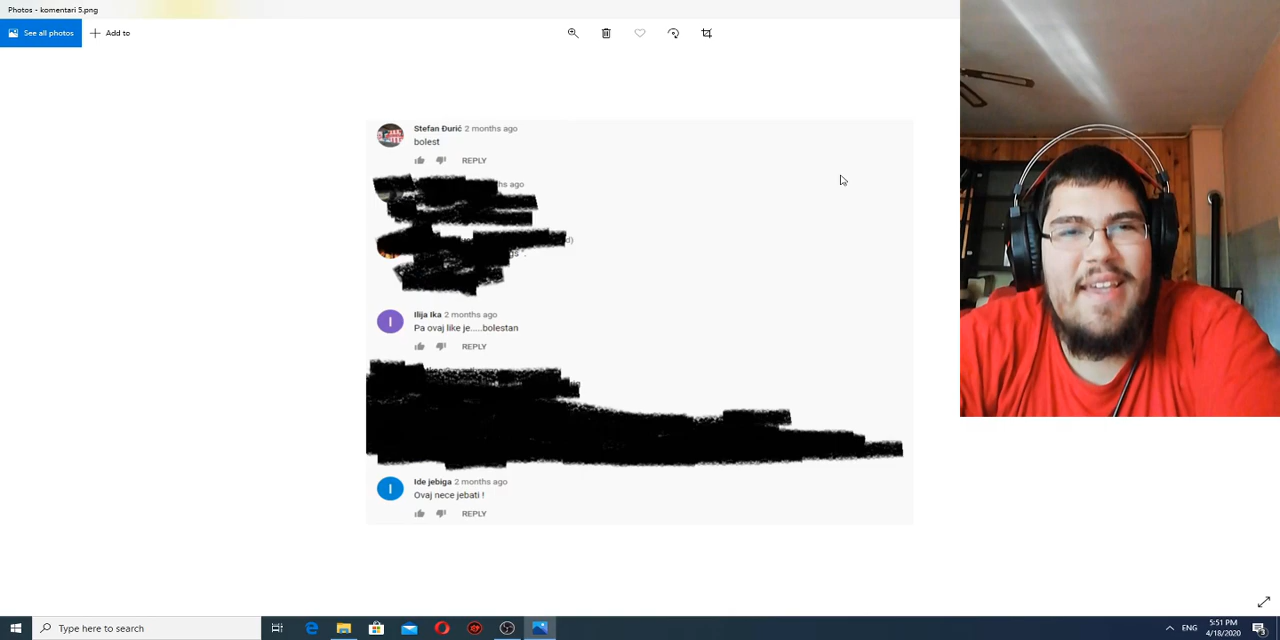 Photos - komentari 5.png
See all photos
Add to
Stefan Đurić 2 months ago
bolest
REPLY
hs ago
d)
Ilija Ika 2 months ago
Pa ovaj like je.....bolestan
REPLY
Ide jebiga 2 months ago
Ovaj nece jebati !
REPLY
Type here to search
ENG
5:51 PM
4/18/2020